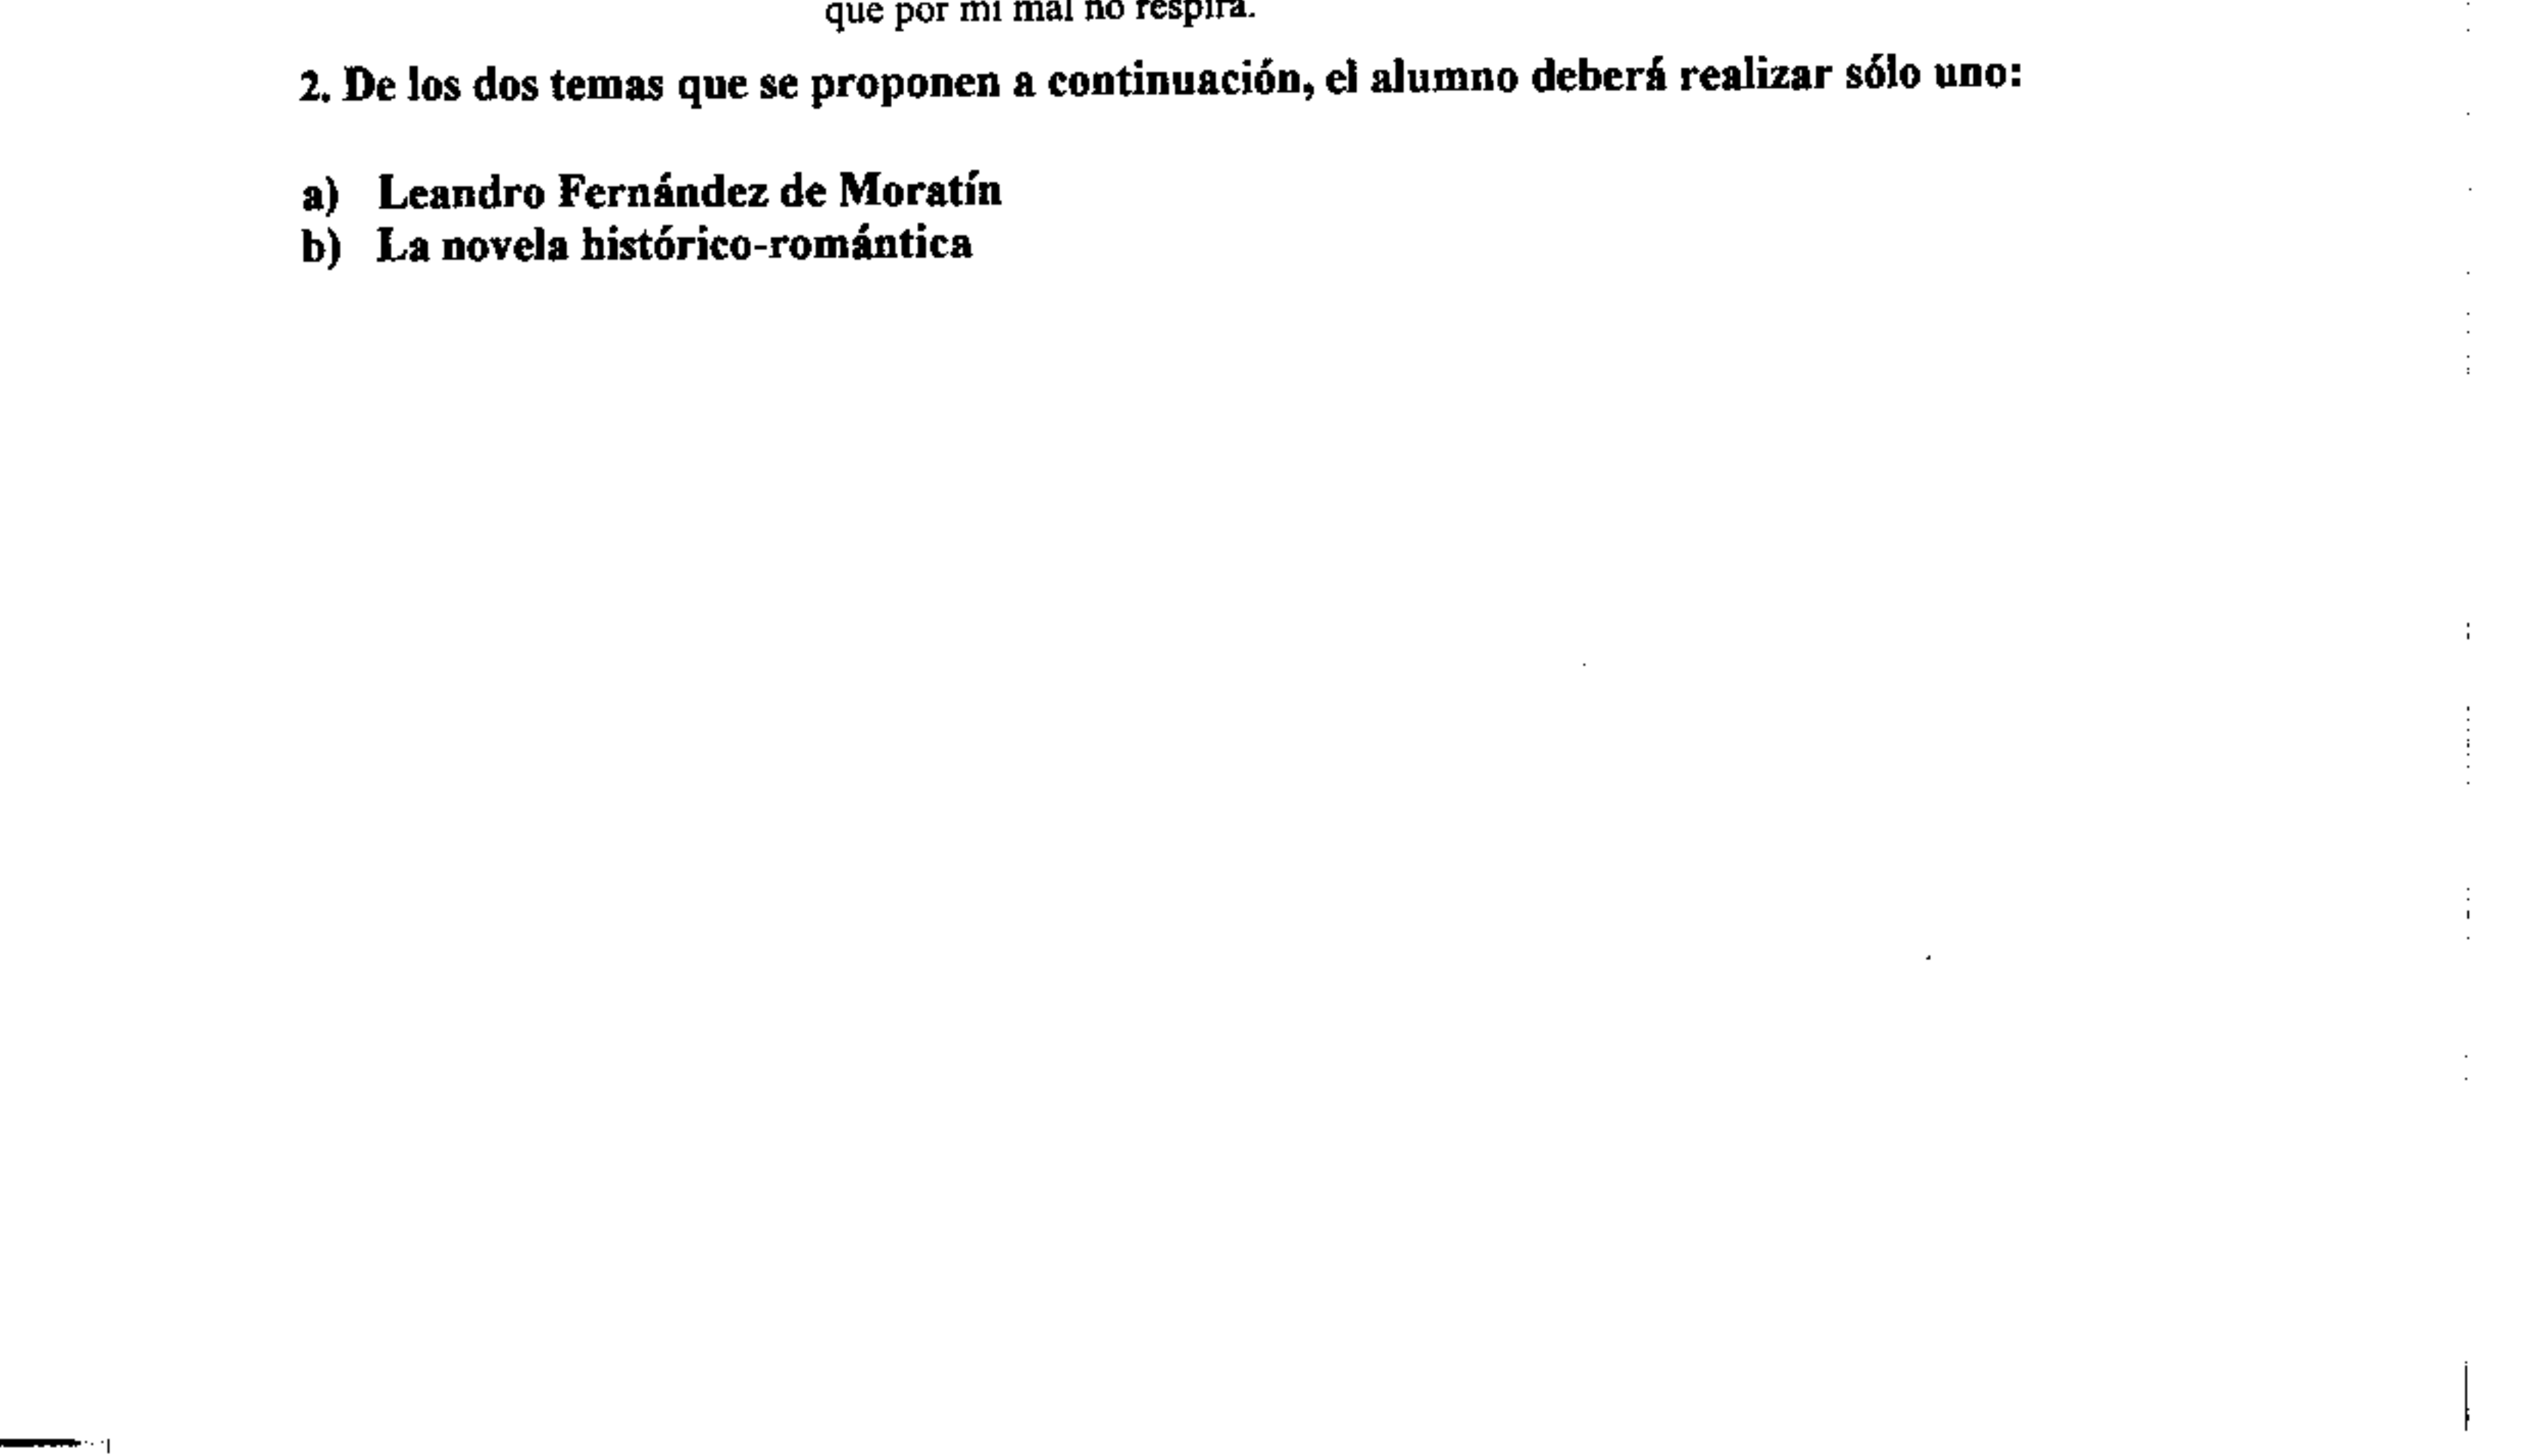 que por mi mal no respira.
2. De los dos temas que se proponen a continuación, el alumno deberá realizar sólo uno:
a) Leandro Fernández de Moratín
b) La novela histórico-romántica